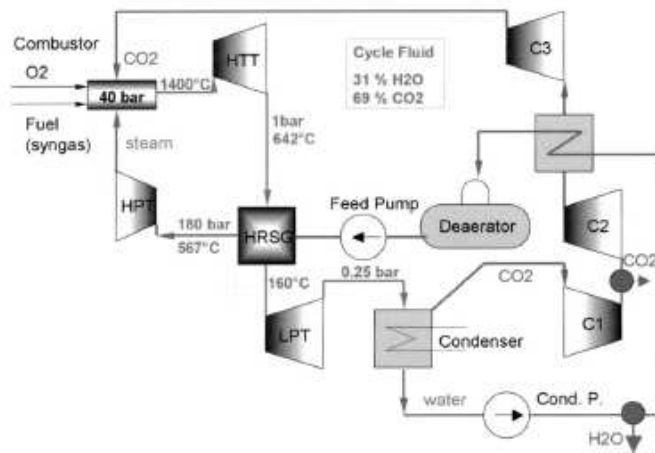 Combustor
O2
40 bar
Fuel
(syngas)
CO2
steam
1400°C
HTT
Cycle Fluid
31 % H2O
69 % CO2
C3
1bar
642°C
HPT
180 bar
567°C
HRSG
Feed Pump
Deaerator
C2
CO2
160°C
0.25 bar
CO2
C1
LPT
Condenser
water
Cond. P.
H2O